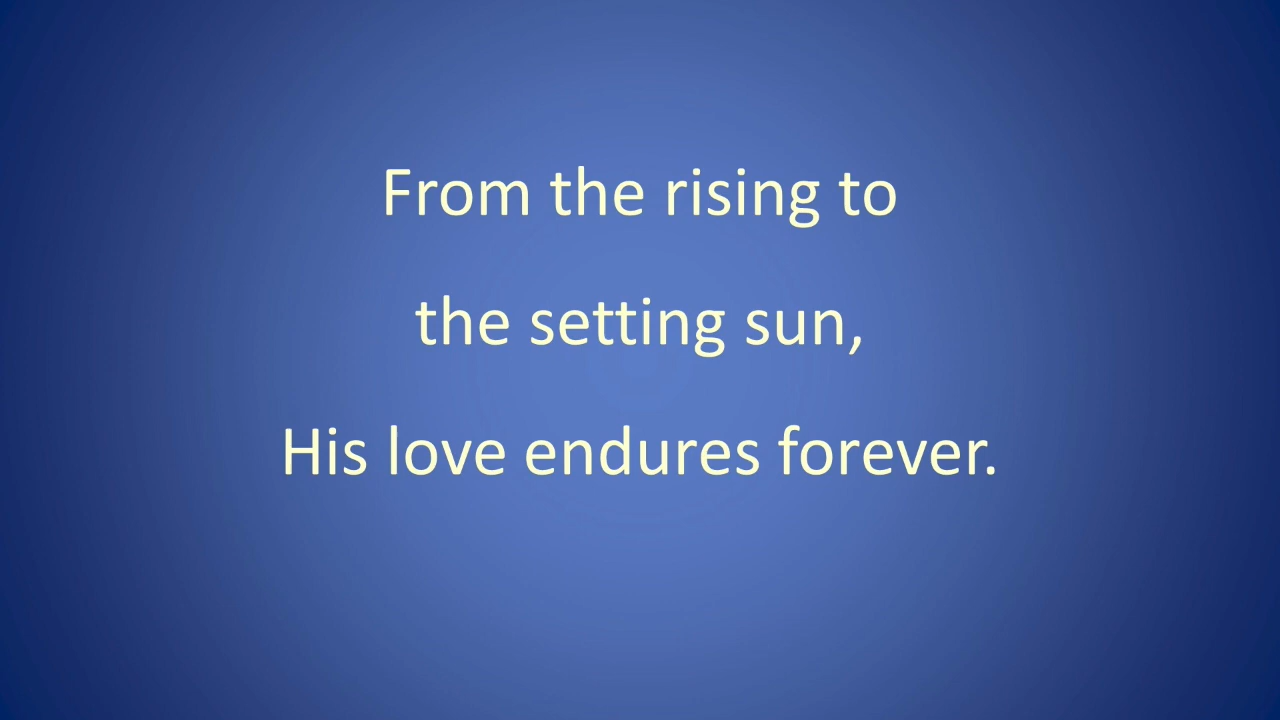 From the rising to
the setting sun,
His love endures forever.